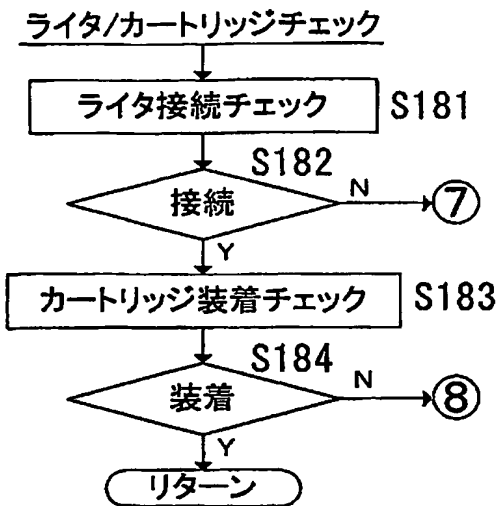 ライタ/カートリッジチェック
ライタ接続チェック S181
S182
接続 N ⑦
Y
カートリッジ装着チェック S183
S184
装着 N ⑧
Y
リターン